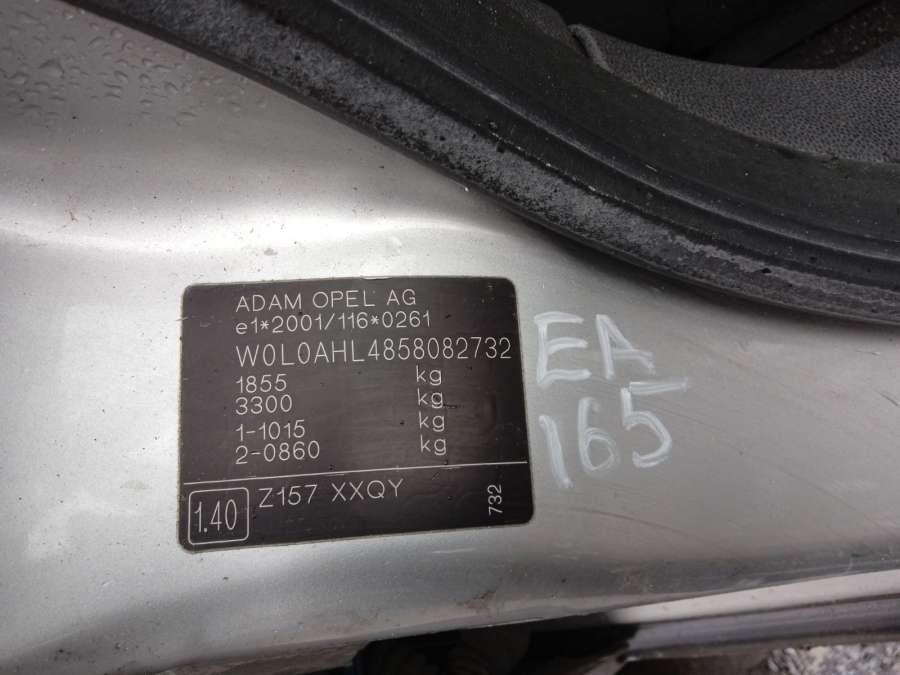 ADAM OPEL AG
e1*2001/116*0261
W0L0AHL4858082732
1855 kg
3300 kg
1-1015 kg
2-0860 kg
1.40 Z157 XXQY 732
EA
165